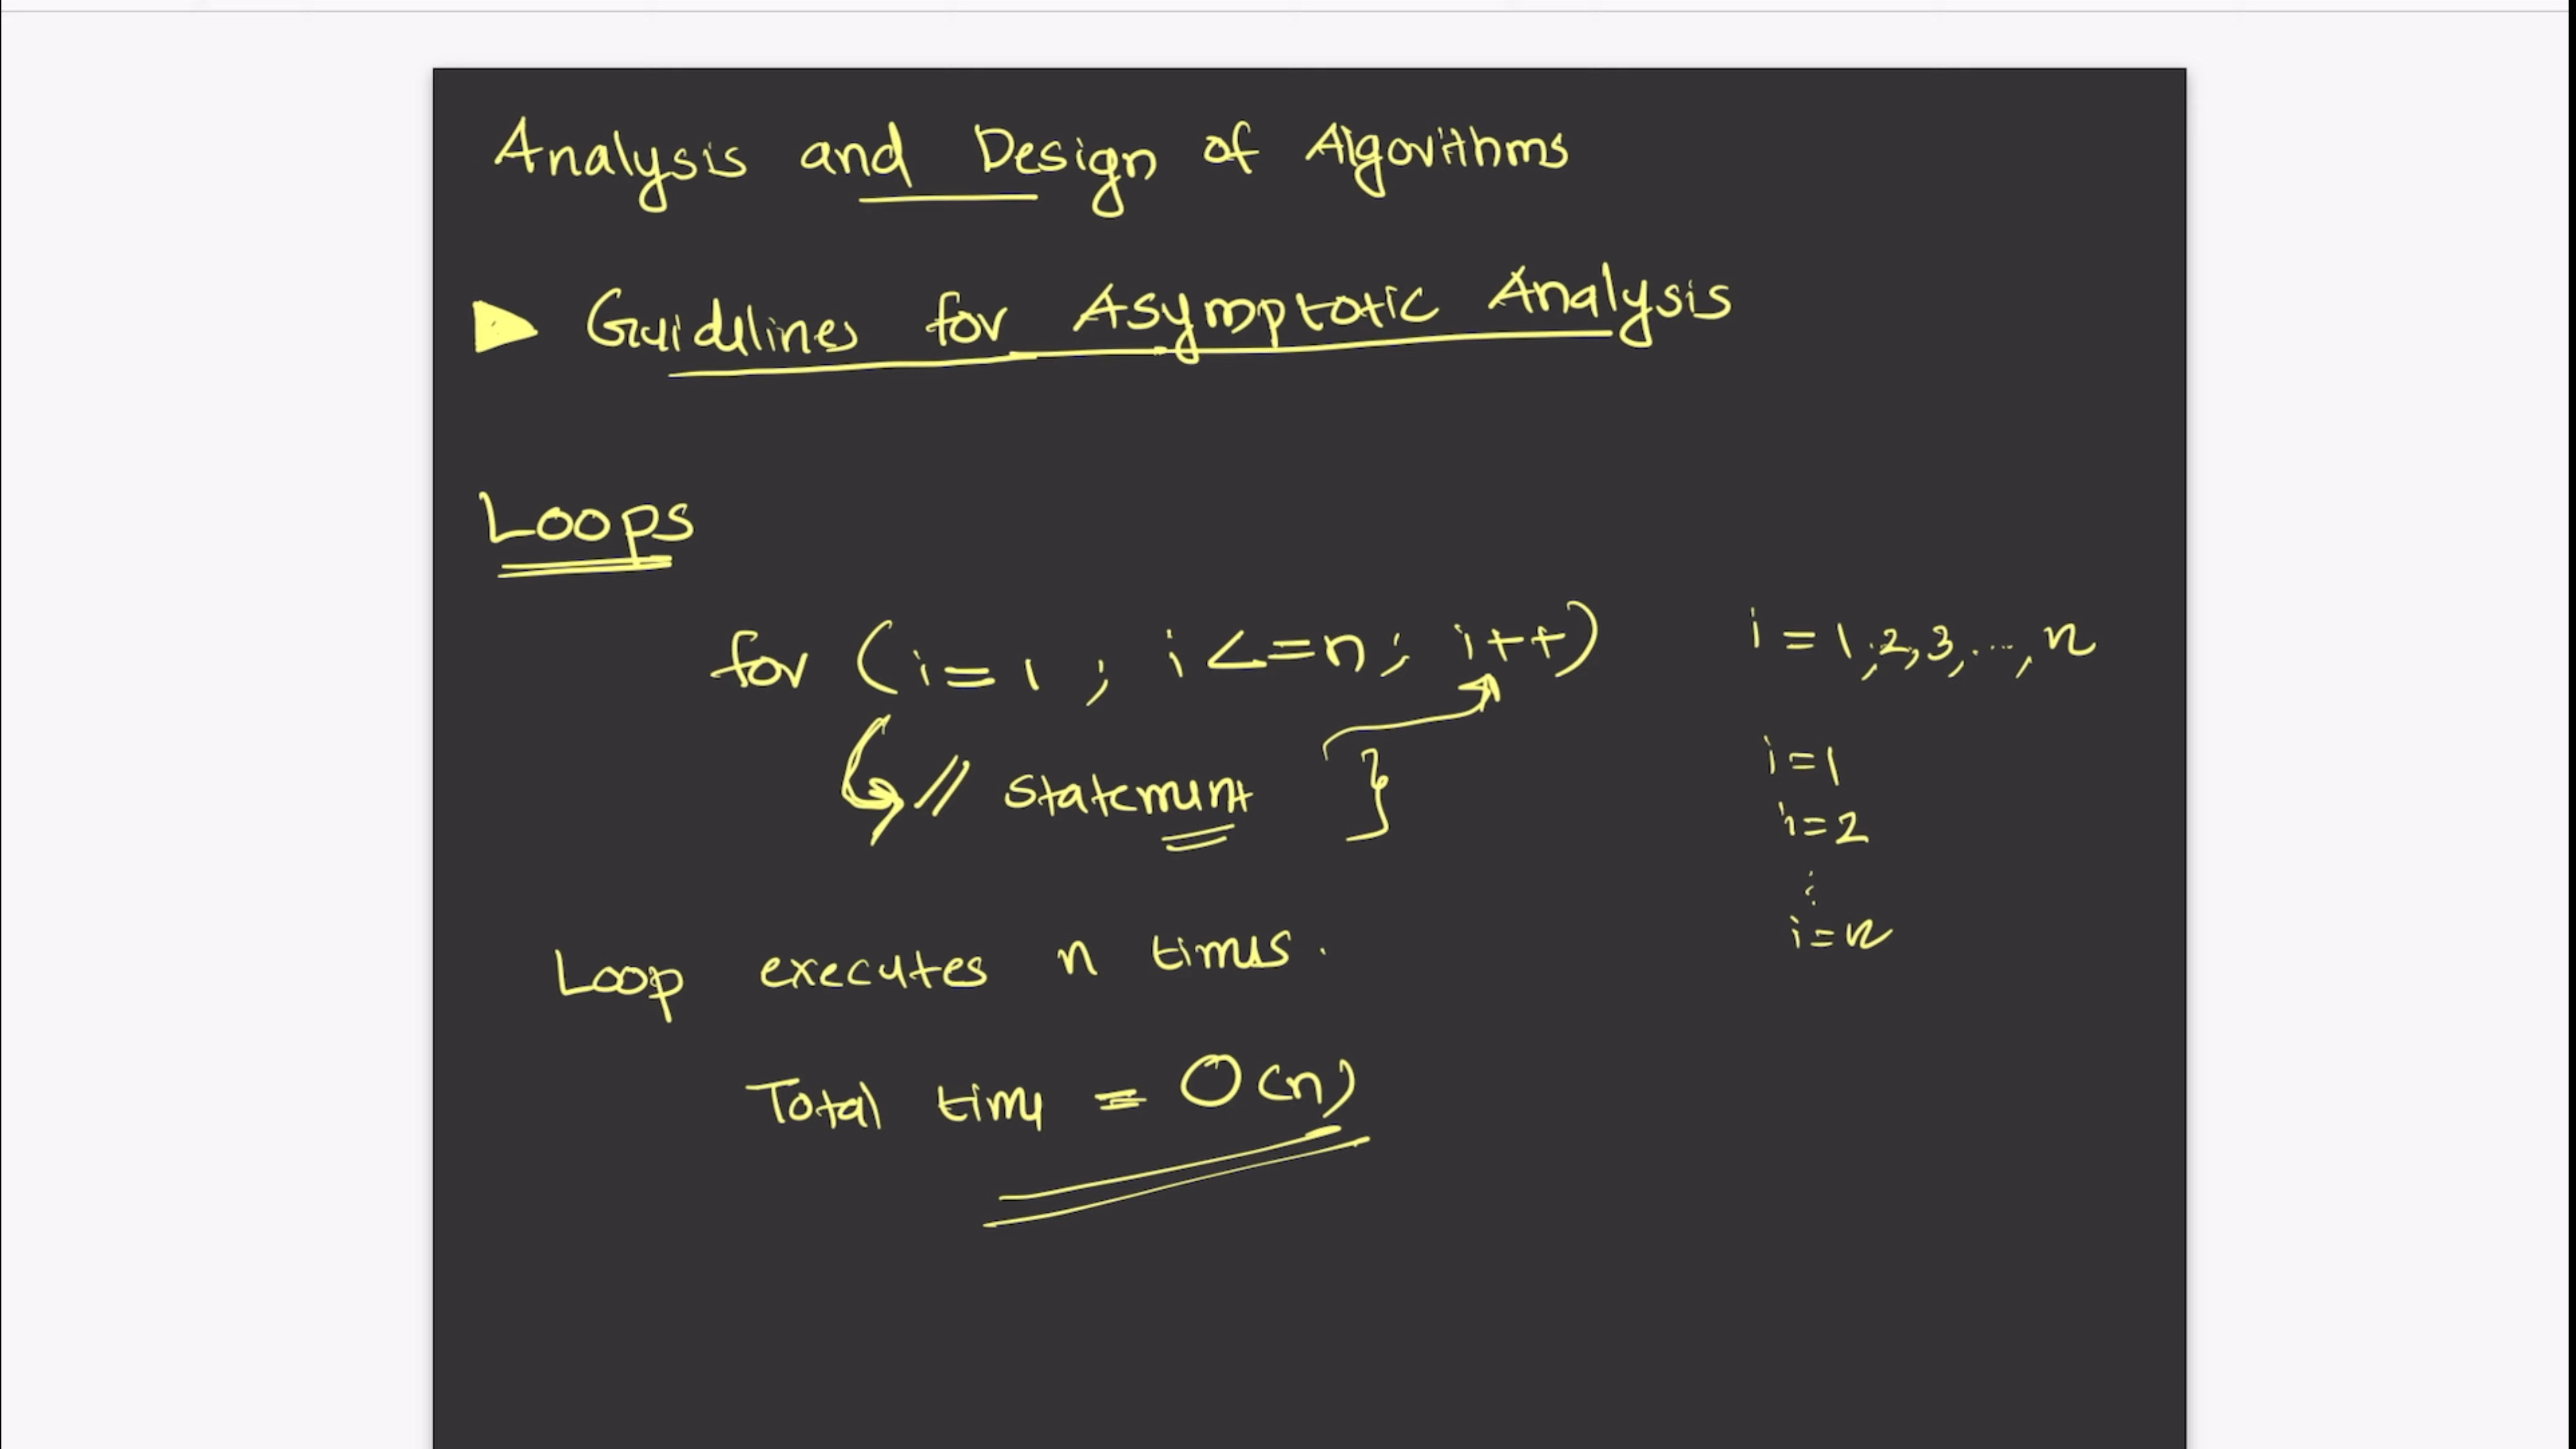 Analysis and Design of Algorithms
Guidelines for Asymptotic Analysis
Loops
for (i=1 ; i<=n; i++)
// statement }
Loop executes n times.
Total time = O(n)
i = 1,2,3,...,n
i=1
i=2
⋮
i=n